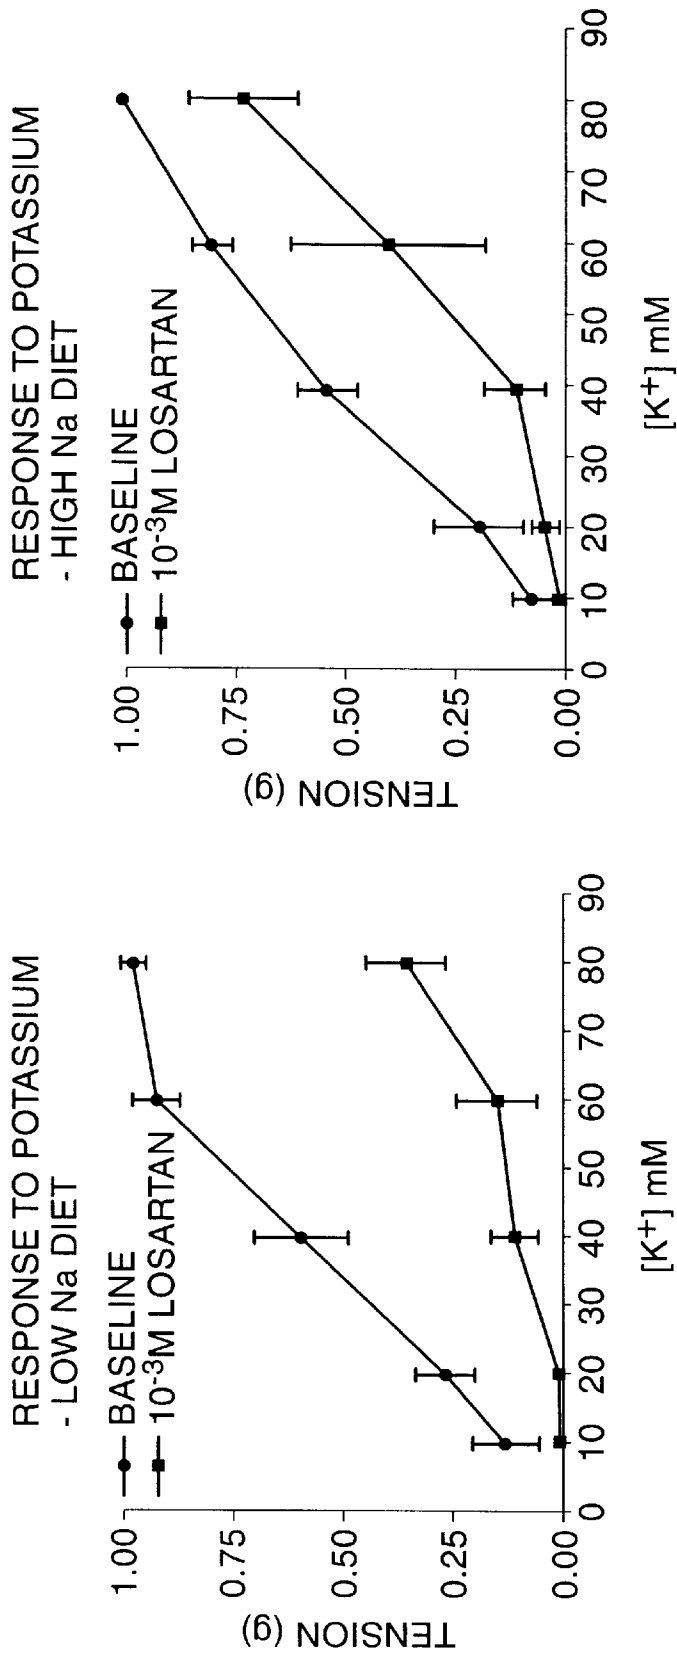 RESPONSE TO POTASSIUM
- LOW Na DIET
BASELINE
10-3M LOSARTAN
1.00
0.75
0.50
0.25
0.00
TENSION (g)
0 10 20 30 40 50 60 70 80 90
[K+] mM
RESPONSE TO POTASSIUM
- HIGH Na DIET
BASELINE
10-3M LOSARTAN
1.00
0.75
0.50
0.25
0.00
TENSION (g)
0 10 20 30 40 50 60 70 80 90
[K+] mM